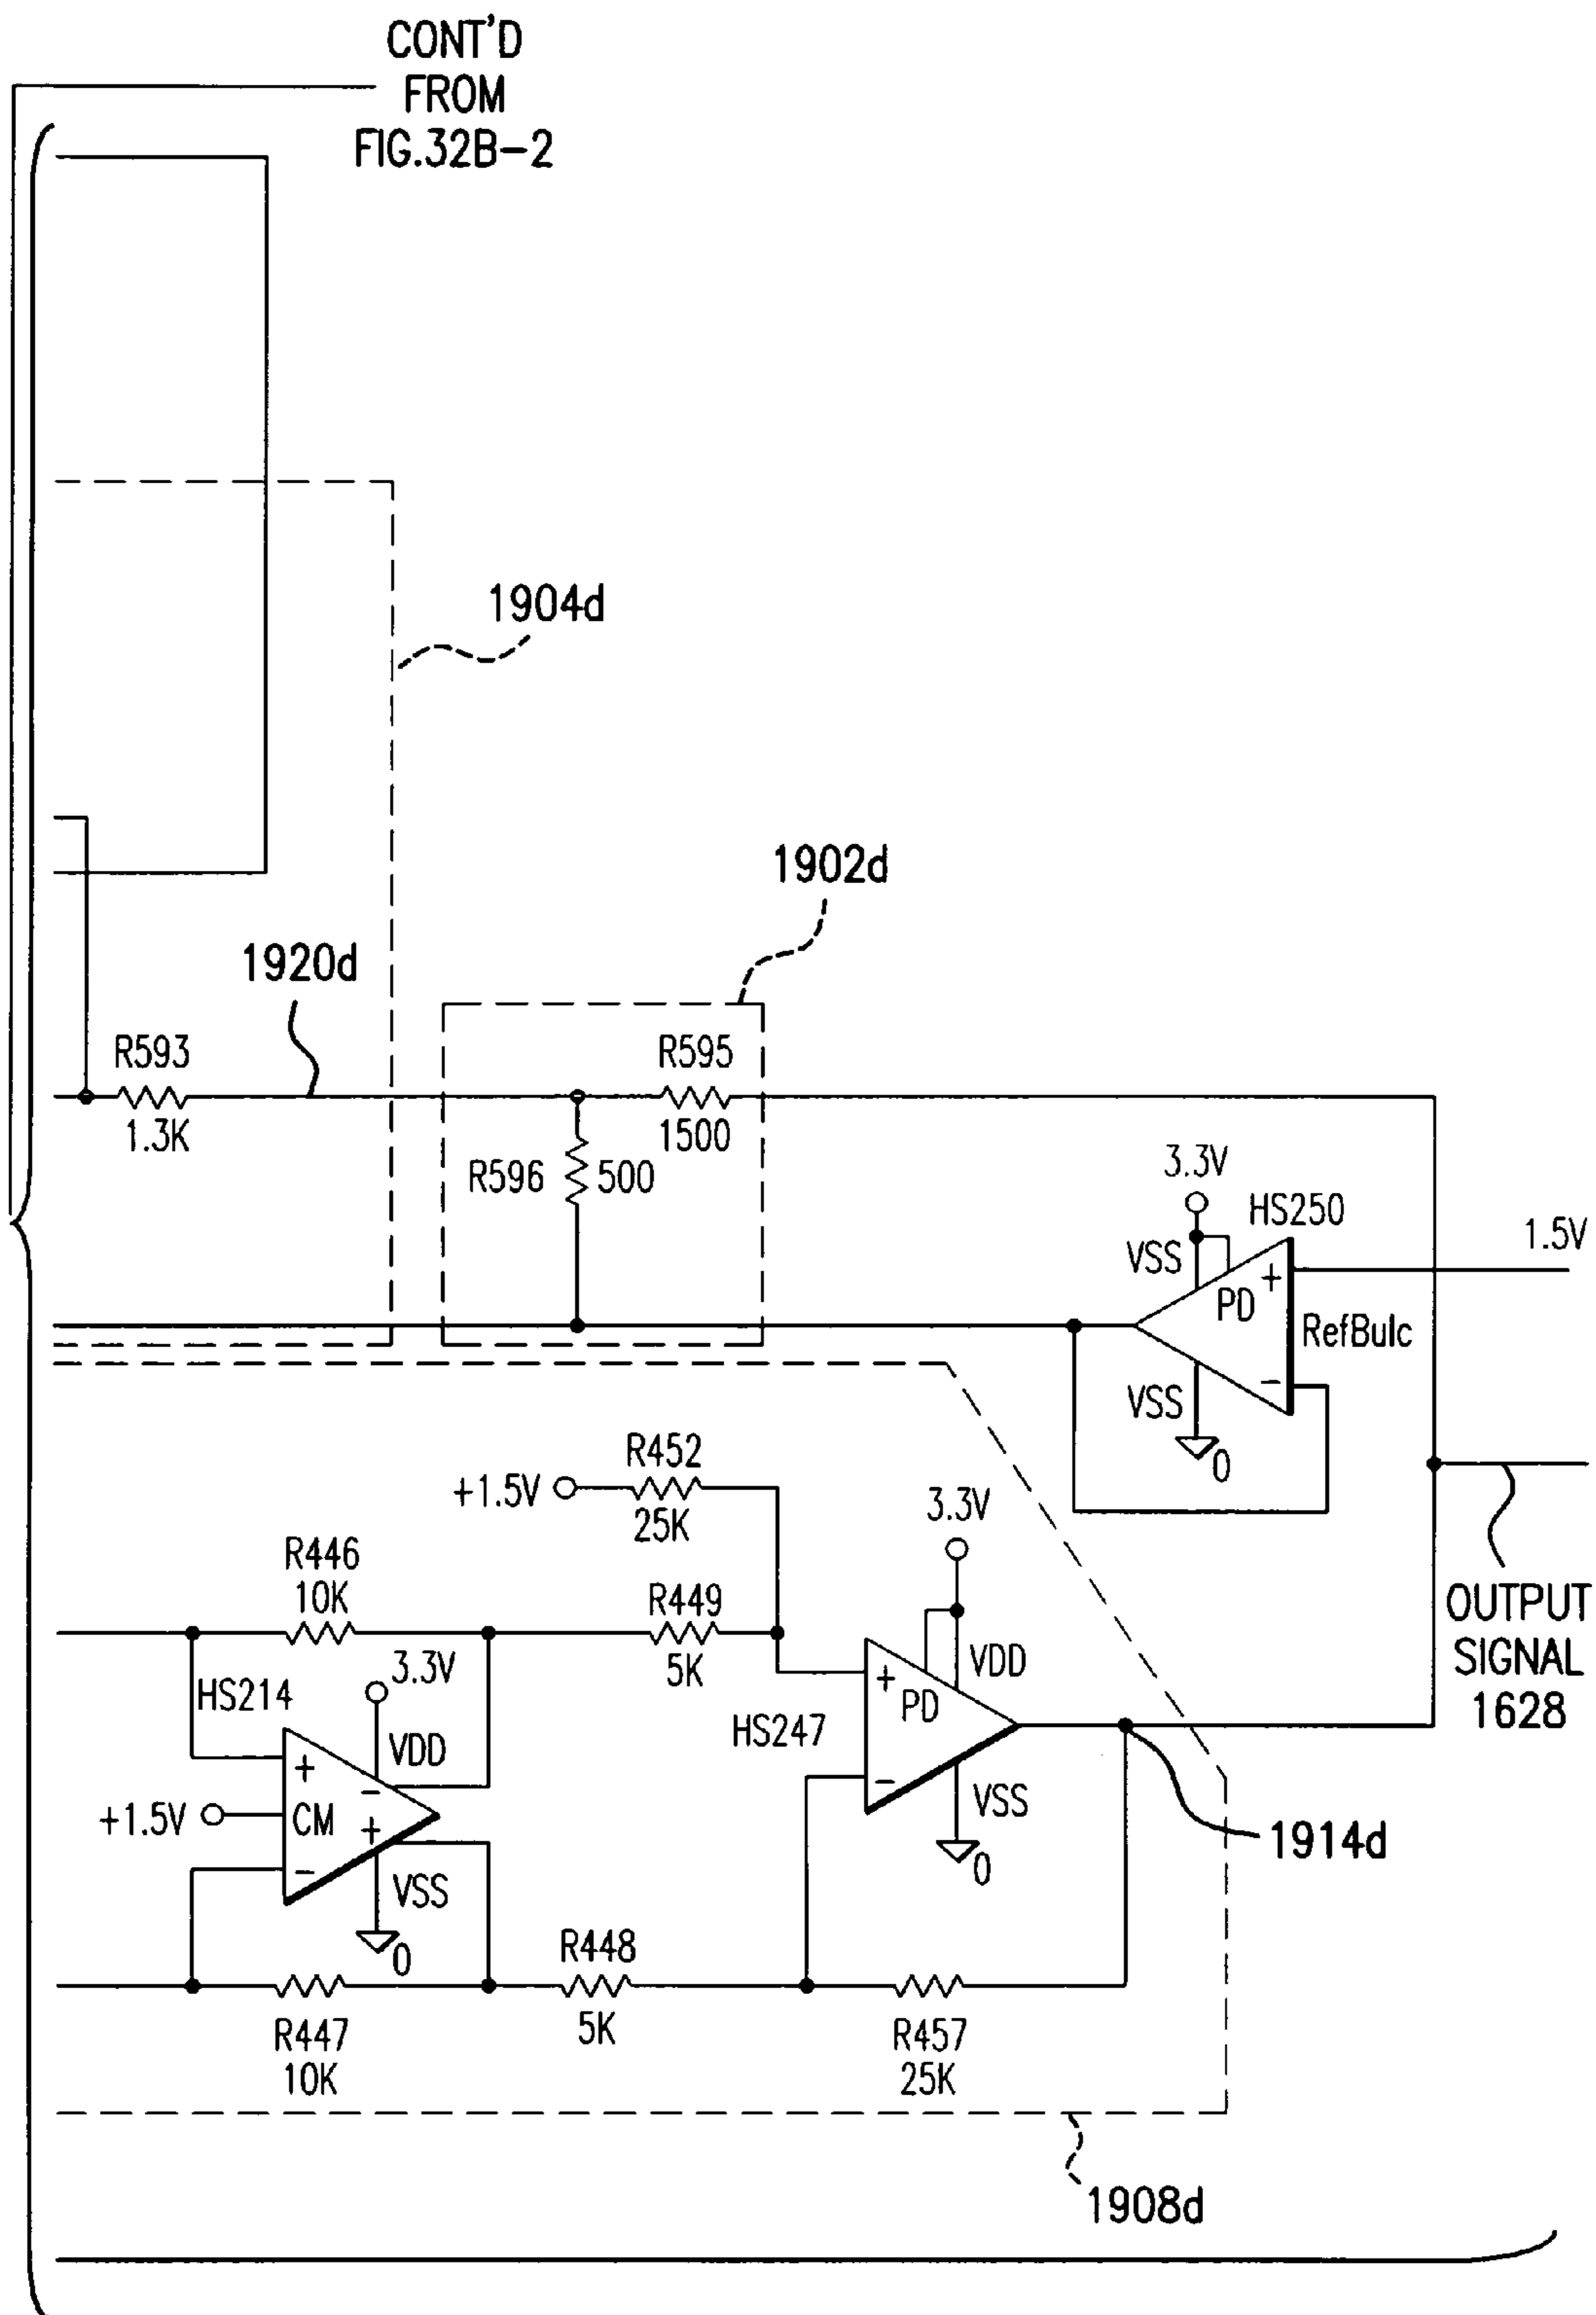 CONT'D
FROM
FIG.32B-2
1904d
1902d
1920d
R593
1.3K
R595
1500
R596
500
3.3V
HS250
1.5V
VSS
PD
+
RefBulc
-
VSS
0
R452
+1.5V
25K
3.3V
R446
10K
R449
5K
OUTPUT
SIGNAL
1628
HS214
3.3V
VDD
+
-
+1.5V
CM
+
-
VSS
0
HS247
+
PD
VDD
-
VSS
0
1914d
R447
10K
R448
5K
R457
25K
1908d